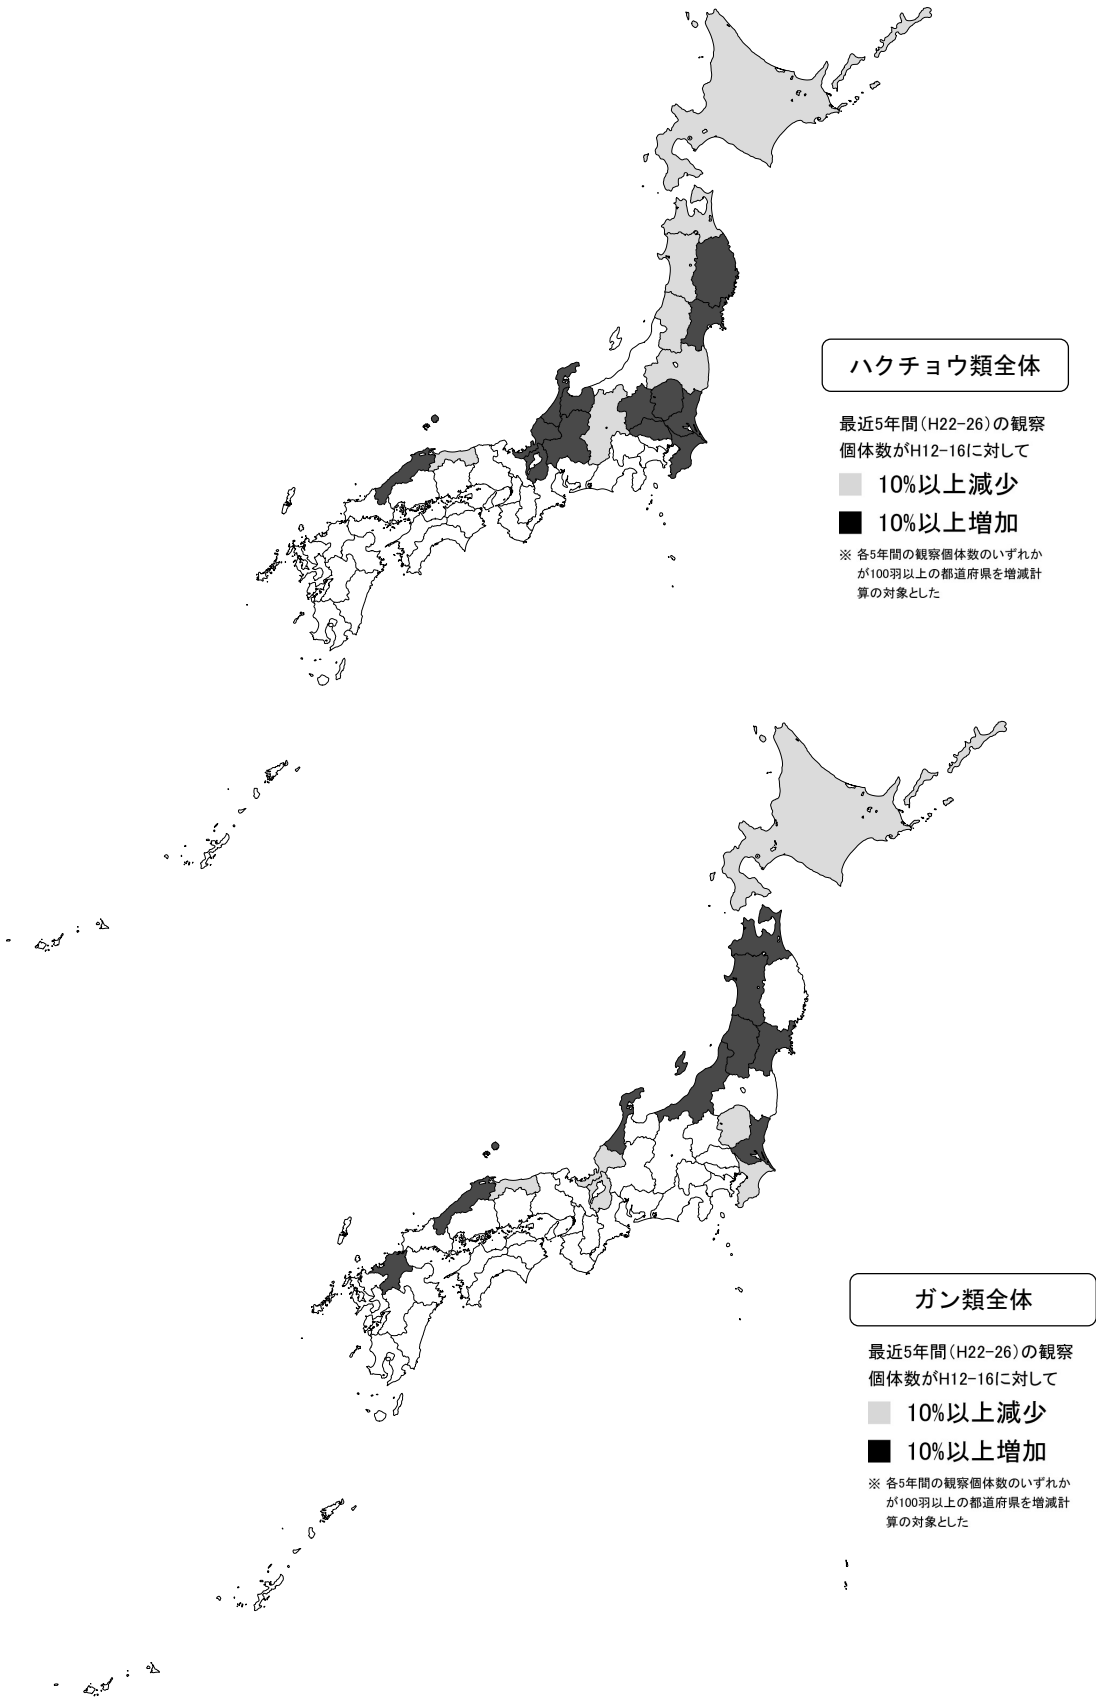 ハクチョウ類全体
最近5年間（H22-26）の観察
個体数がH12-16に対して
10%以上減少
10%以上増加
※ 各5年間の観察個体数のいずれか
が100羽以上の都道府県を増減計
算の対象とした
ガン類全体
最近5年間（H22-26）の観察
個体数がH12-16に対して
10%以上減少
10%以上増加
※ 各5年間の観察個体数のいずれか
が100羽以上の都道府県を増減計
算の対象とした